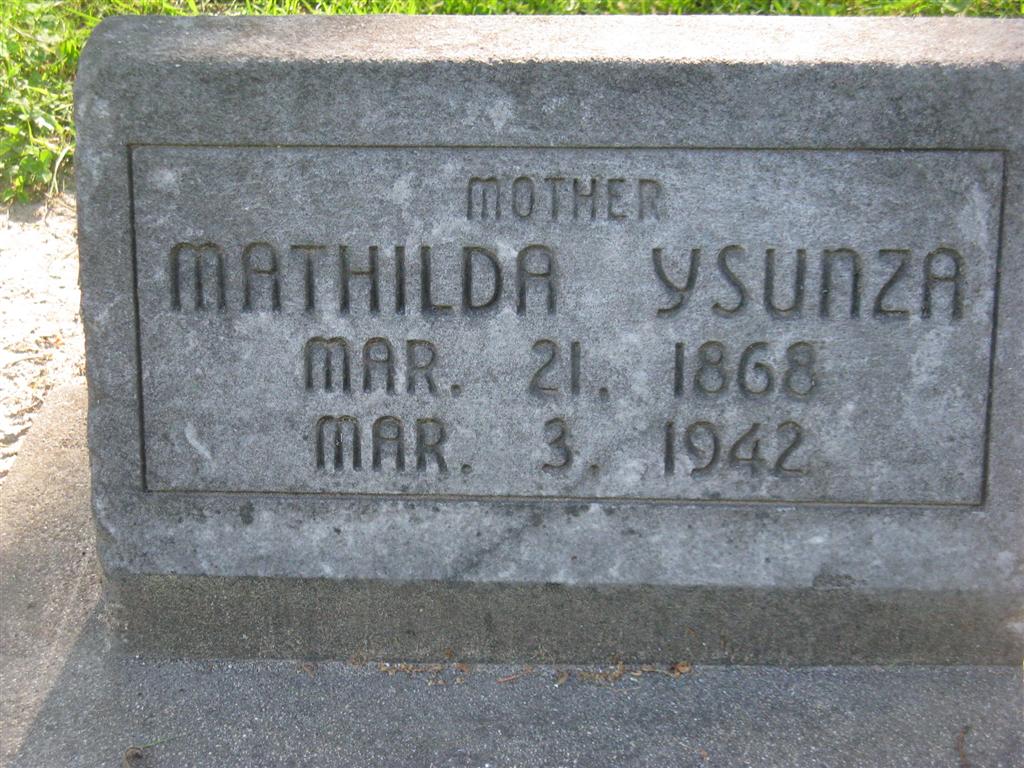 MOTHER
MATHILDA YSUNZA
MAR. 21. 1868
MAR. 3. 1942